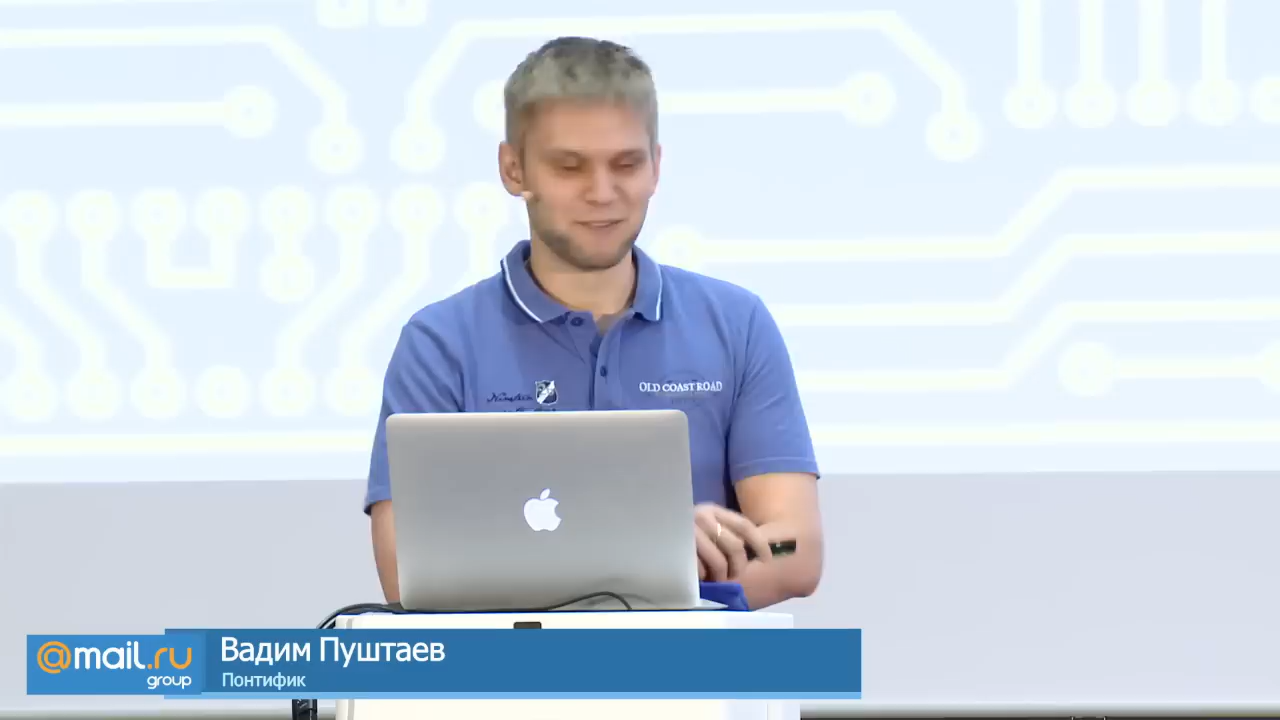 OLD COAST ROAD
@mail.ru
group
Вадим Пуштаев
Понтифик